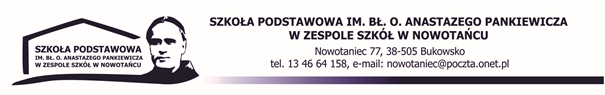 SZKOŁA PODSTAWOWA
IM. BŁ. O. ANASTAZEGO PANKIEWICZA
W ZESPOLE SZKÓŁ W NOWOTAŃCU
SZKOŁA PODSTAWOWA IM. BŁ. O. ANASTAZEGO PANKIEWICZA
W ZESPOLE SZKÓŁ W NOWOTAŃCU
Nowotaniec 77, 38-505 Bukowsko
tel. 13 46 64 158, e-mail: nowotaniec@poczta.onet.pl